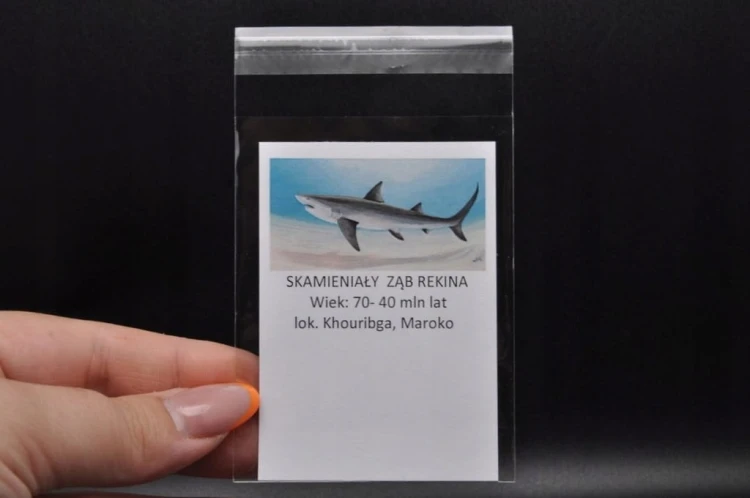 SKAMIENIAŁY ZĄB REKINA
Wiek: 70- 40 mln lat
lok. Khouribga, Maroko